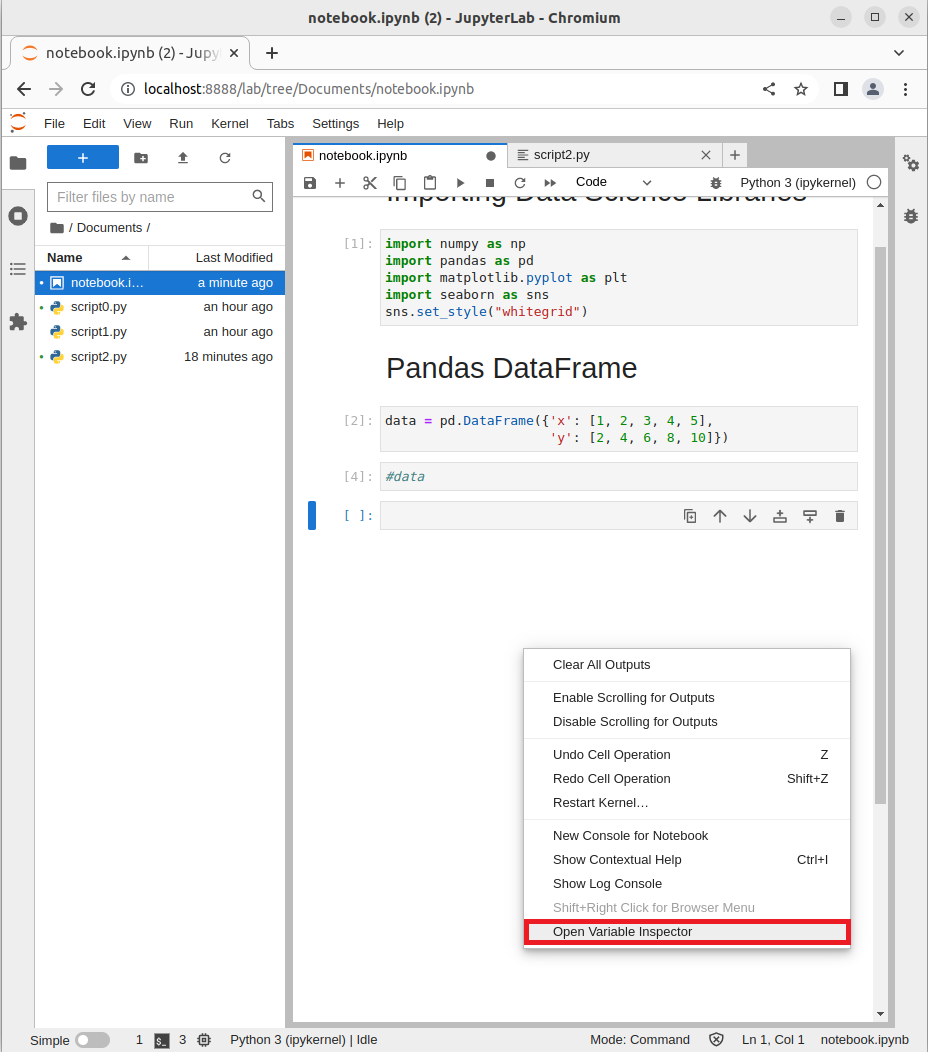 notebook.ipynb (2) - JupyterLab - Chromium
notebook.ipynb (2) - Jupy
localhost:8888/lab/tree/Documents/notebook.ipynb
File Edit View Run Kernel Tabs Settings Help
notebook.ipynb
script2.py
Code
Python 3 (ipykernel)
Filter files by name
/ Documents /
Name Last Modified
notebook.i… a minute ago
script0.py an hour ago
script1.py an hour ago
script2.py 18 minutes ago
Importing Data Science Libraries
[1]: import numpy as np
import pandas as pd
import matplotlib.pyplot as plt
import seaborn as sns
sns.set_style("whitegrid")
Pandas DataFrame
[2]: data = pd.DataFrame({'x': [1, 2, 3, 4, 5],
'y': [2, 4, 6, 8, 10]})
[4]: #data
[ ]:
Clear All Outputs
Enable Scrolling for Outputs
Disable Scrolling for Outputs
Undo Cell Operation Z
Redo Cell Operation Shift+Z
Restart Kernel…
New Console for Notebook
Show Contextual Help Ctrl+I
Show Log Console
Shift+Right Click for Browser Menu
Open Variable Inspector
Simple 1 $_ 3 Python 3 (ipykernel) | Idle Mode: Command Ln 1, Col 1 notebook.ipynb